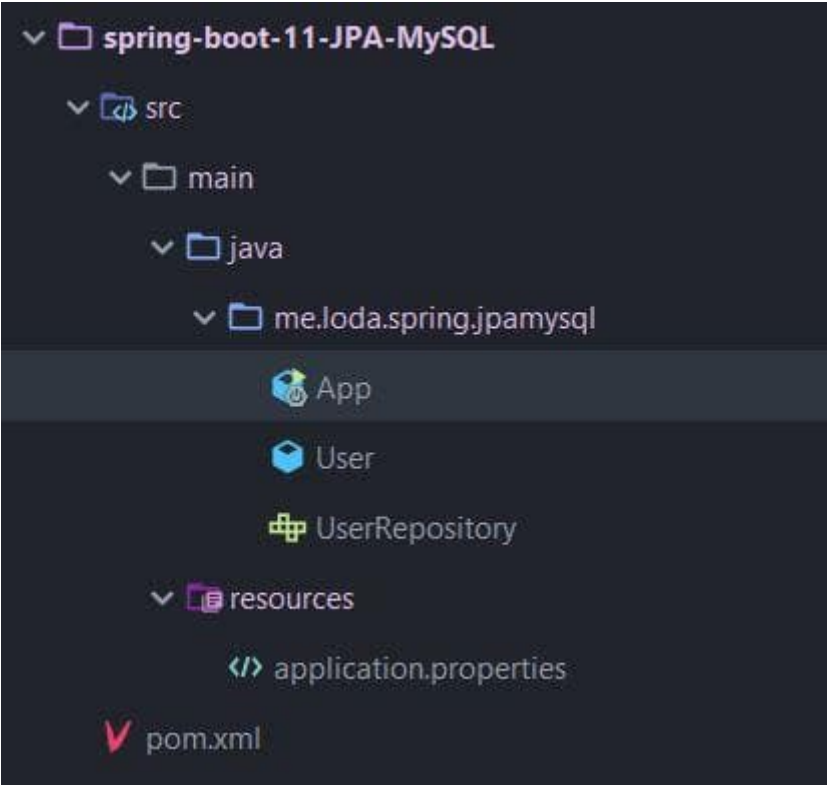 spring-boot-11-JPA-MySQL
src
main
java
me.loda.spring.jpamysql
App
User
UserRepository
resources
application.properties
pom.xml